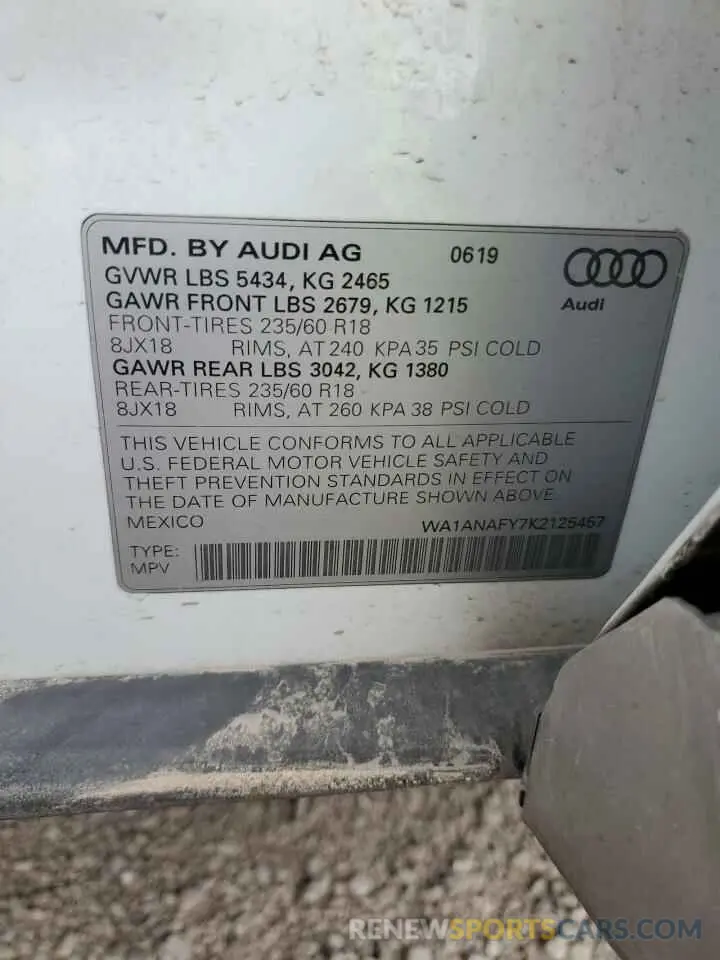 MFD. BY AUDI AG 0619
GVWR LBS 5434, KG 2465
GAWR FRONT LBS 2679, KG 1215
Audi
FRONT-TIRES 235/60 R18
8JX18 RIMS, AT 240 KPA 35 PSI COLD
GAWR REAR LBS 3042, KG 1380
REAR-TIRES 235/60 R18
8JX18 RIMS, AT 260 KPA 38 PSI COLD
THIS VEHICLE CONFORMS TO ALL APPLICABLE
U.S. FEDERAL MOTOR VEHICLE SAFETY AND
THEFT PREVENTION STANDARDS IN EFFECT ON
THE DATE OF MANUFACTURE SHOWN ABOVE.
MEXICO WA1ANAFY7K2125457
TYPE:
MPV
RENEWSPORTSCARS.COM